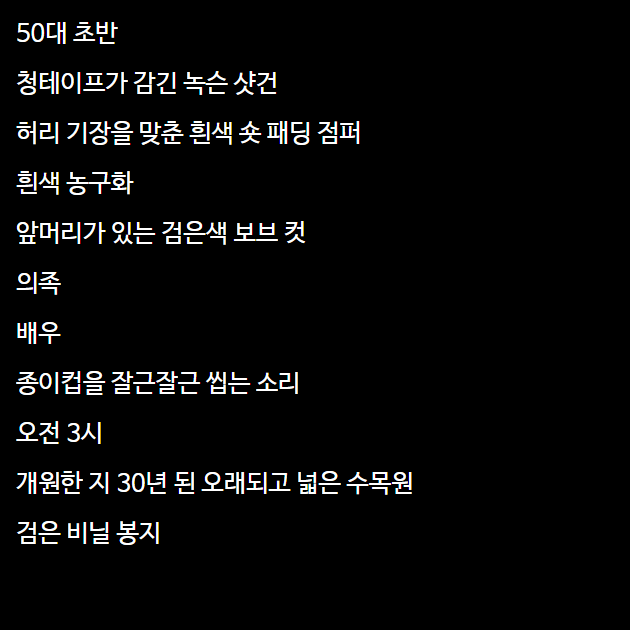 50대 초반
청테이프가 감긴 녹슨 샷건
허리 기장을 맞춘 흰색 숏 패딩 점퍼
흰색 농구화
앞머리가 있는 검은색 보브 컷
의족
배우
종이컵을 잘근잘근 씹는 소리
오전 3시
개원한 지 30년 된 오래되고 넓은 수목원
검은 비닐 봉지